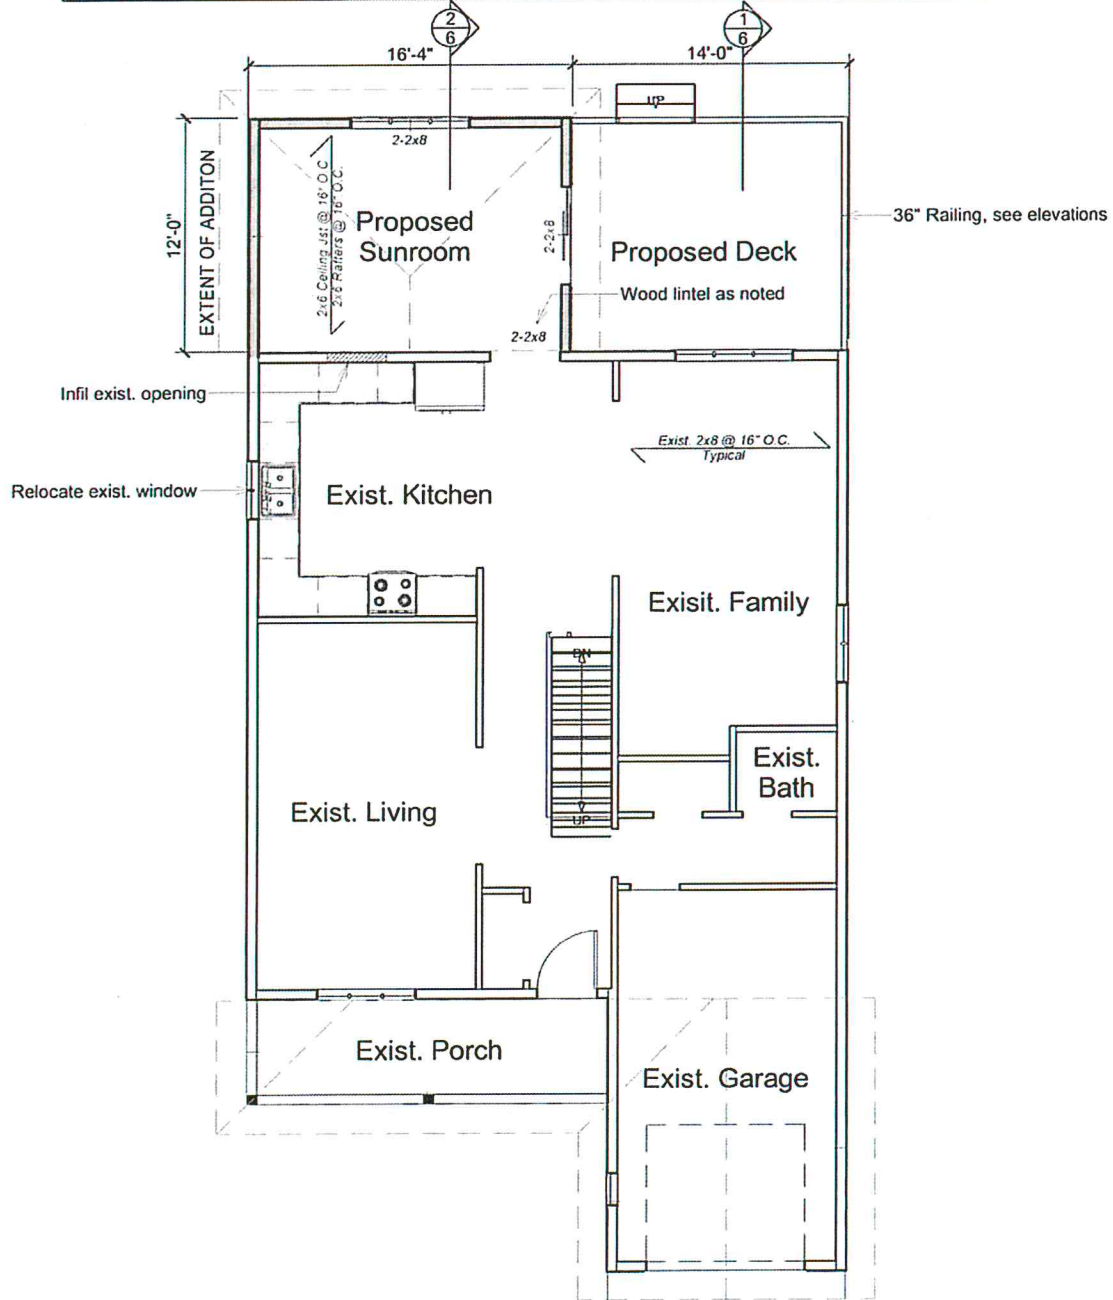 2
6
1
6
16'-4"
14'-0"
UP
2-2x8
12'-0"
EXTENT OF ADDITON
2x6 Ceiling Jst @ 16" O.C
2x6 Rafters @ 16" O.C.
Proposed
Sunroom
2-2x8
Proposed Deck
36" Railing, see elevations
Wood lintel as noted
2-2x8
Infil exist. opening
Exist. 2x8 @ 16" O.C.
Typical
Relocate exist. window
Exist. Kitchen
Exisit. Family
DN
Exist.
Bath
Exist. Living
UP
Exist. Porch
Exist. Garage